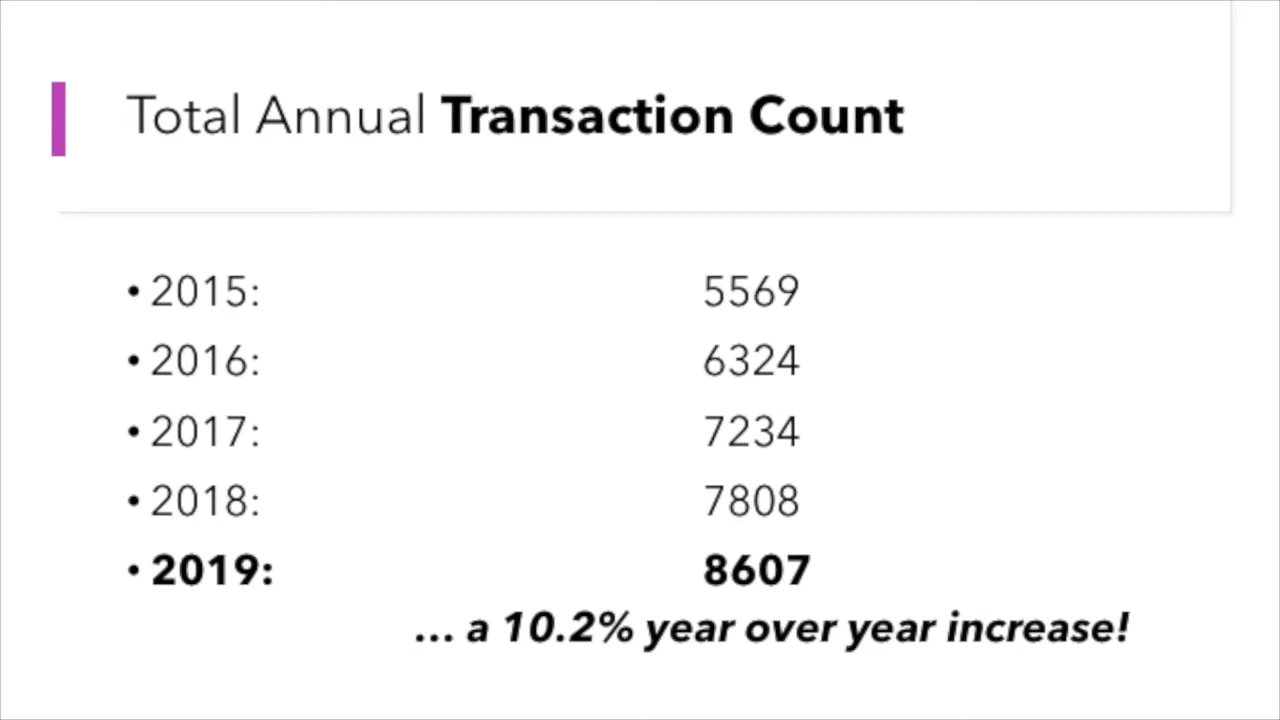 Total Annual Transaction Count
• 2015: 5569
• 2016: 6324
• 2017: 7234
• 2018: 7808
• 2019: 8607
... a 10.2% year over year increase!